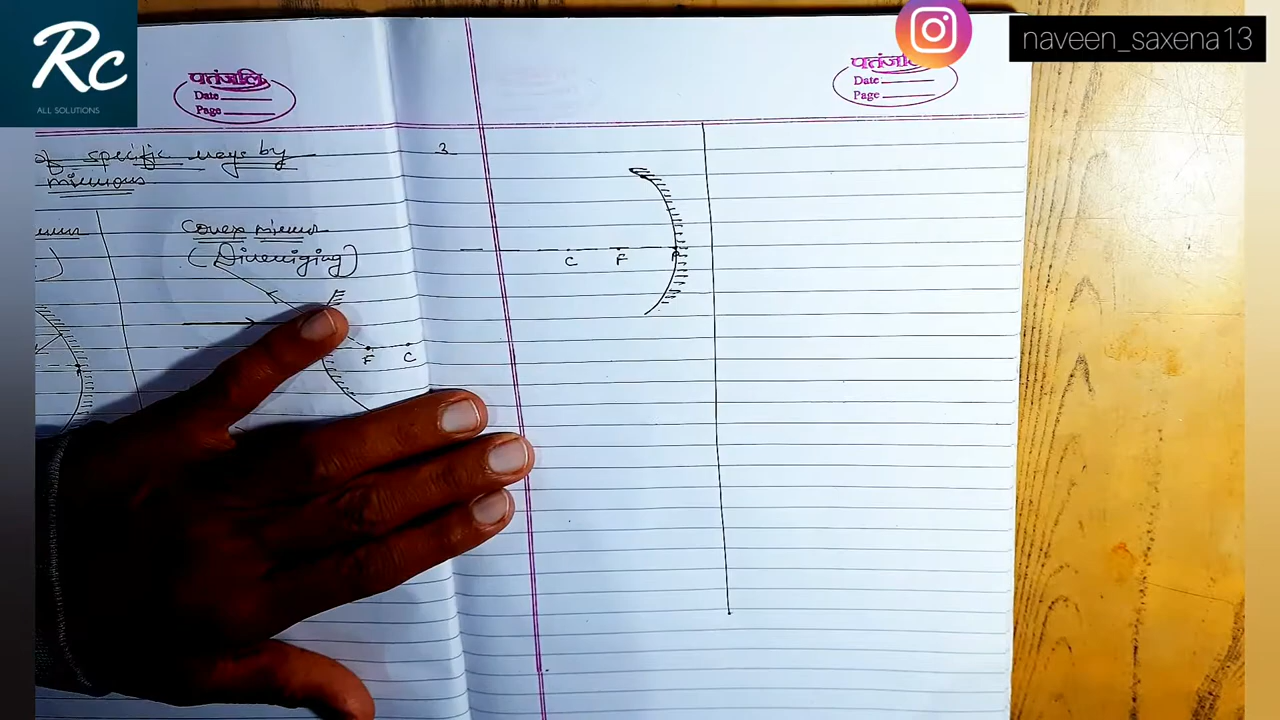 Rc
ALL SOLUTIONS
naveen_saxena13
पतंजलि
Date
Page
पतंजलि
Date
Page
of specific rays by
mirrors
Convex mirror
(Diverging)
F
C
3
C
F
P